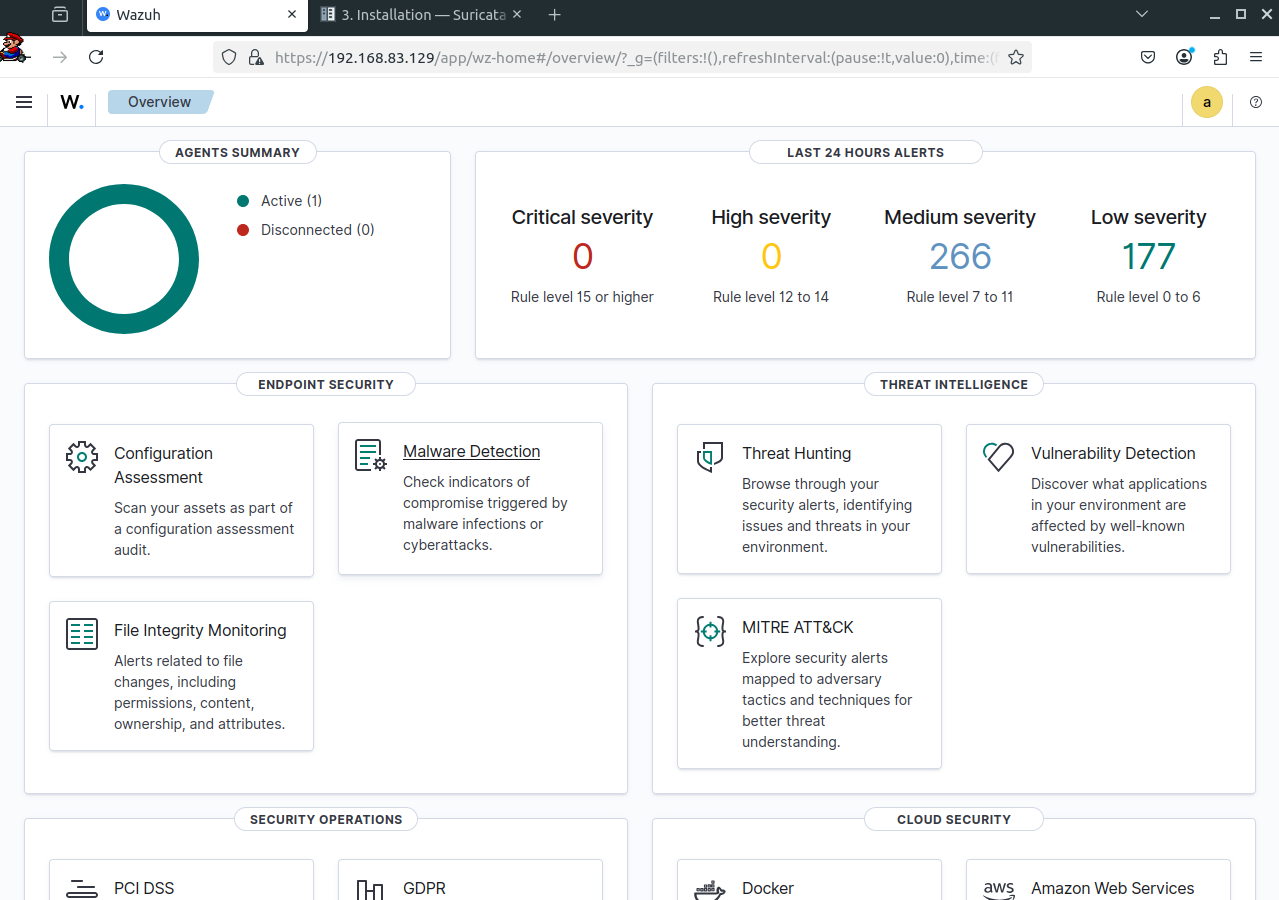 Wazuh
3. Installation — Suricata
https://192.168.83.129/app/wz-home#/overview/?_g=(filters:!(),refreshInterval:(pause:!t,value:0),time:(
W.
Overview
a
AGENTS SUMMARY
Active (1)
Disconnected (0)
LAST 24 HOURS ALERTS
Critical severity
0
Rule level 15 or higher
High severity
0
Rule level 12 to 14
Medium severity
266
Rule level 7 to 11
Low severity
177
Rule level 0 to 6
ENDPOINT SECURITY
Configuration
Assessment
Scan your assets as part of
a configuration assessment
audit.
Malware Detection
Check indicators of
compromise triggered by
malware infections or
cyberattacks.
File Integrity Monitoring
Alerts related to file
changes, including
permissions, content,
ownership, and attributes.
THREAT INTELLIGENCE
Threat Hunting
Browse through your
security alerts, identifying
issues and threats in your
environment.
Vulnerability Detection
Discover what applications
in your environment are
affected by well-known
vulnerabilities.
MITRE ATT&CK
Explore security alerts
mapped to adversary
tactics and techniques for
better threat
understanding.
SECURITY OPERATIONS
PCI DSS
GDPR
CLOUD SECURITY
Docker
aws
Amazon Web Services